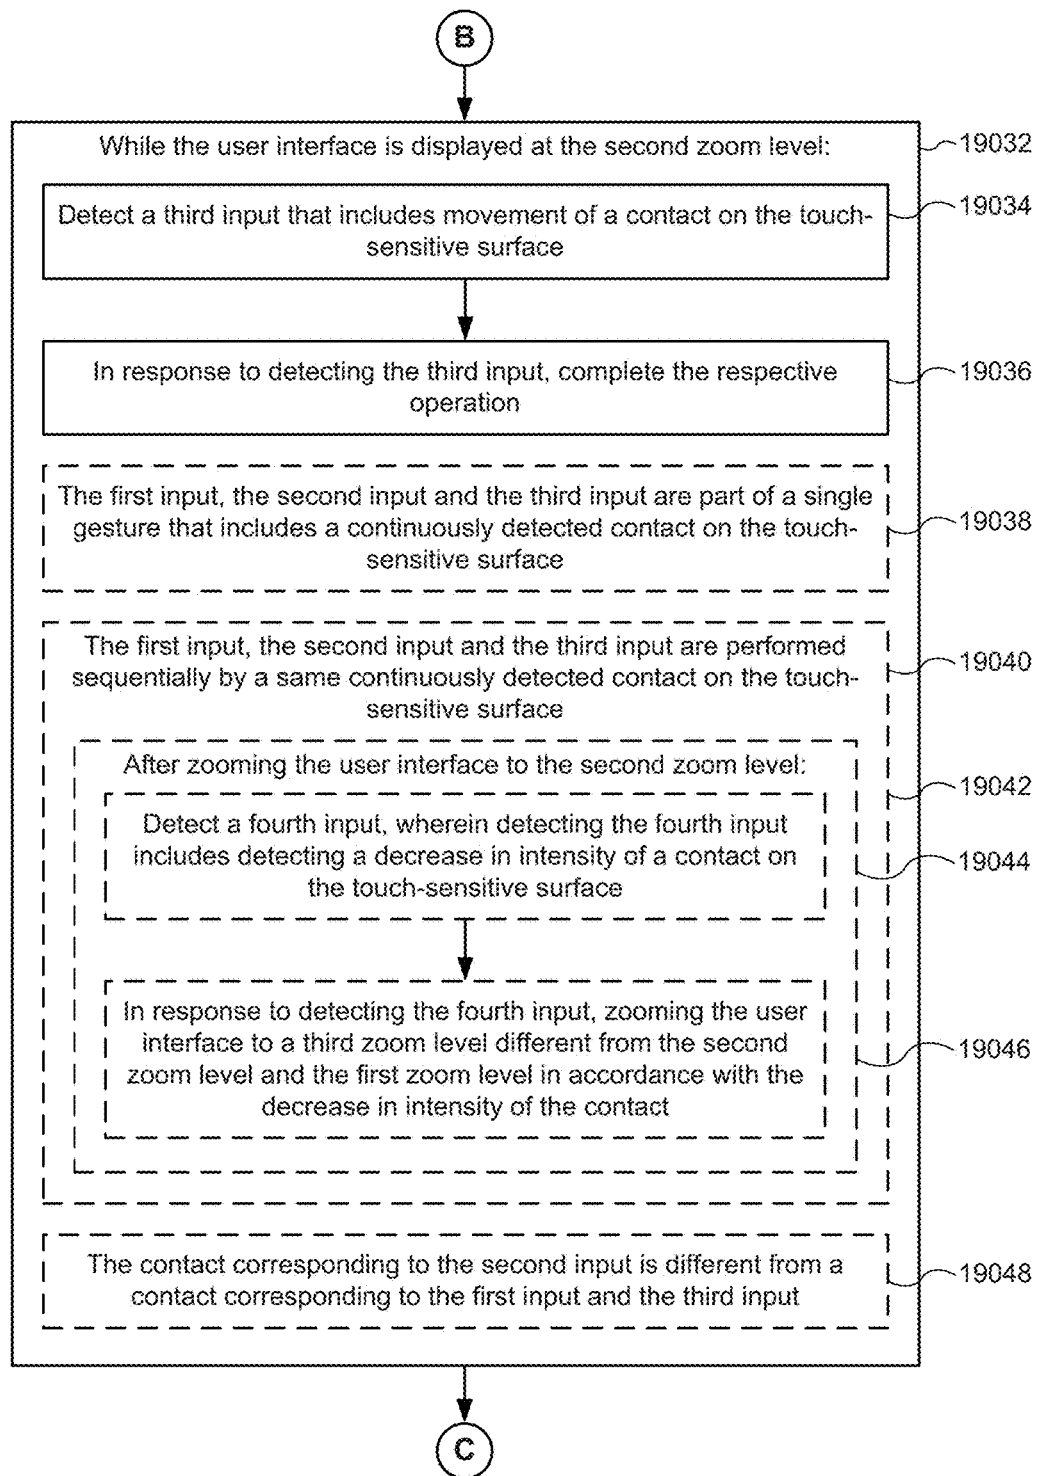 B
While the user interface is displayed at the second zoom level:
19032
Detect a third input that includes movement of a contact on the touch-
sensitive surface
19034
In response to detecting the third input, complete the respective
operation
19036
The first input, the second input and the third input are part of a single
gesture that includes a continuously detected contact on the touch-
sensitive surface
19038
The first input, the second input and the third input are performed
sequentially by a same continuously detected contact on the touch-
sensitive surface
19040
After zooming the user interface to the second zoom level:
19042
Detect a fourth input, wherein detecting the fourth input
includes detecting a decrease in intensity of a contact on
the touch-sensitive surface
19044
In response to detecting the fourth input, zooming the user
interface to a third zoom level different from the second
zoom level and the first zoom level in accordance with the
decrease in intensity of the contact
19046
The contact corresponding to the second input is different from a
contact corresponding to the first input and the third input
19048
C